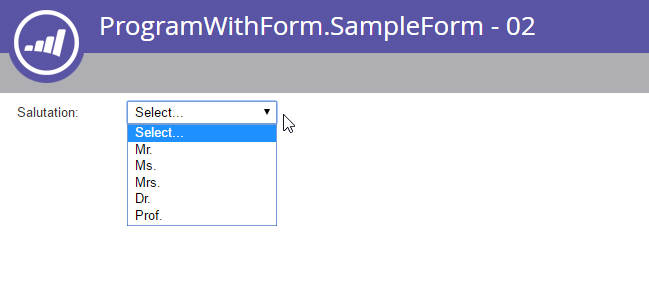 ProgramWithForm.SampleForm - 02
Salutation: Select...
Select...
Mr.
Ms.
Mrs.
Dr.
Prof.